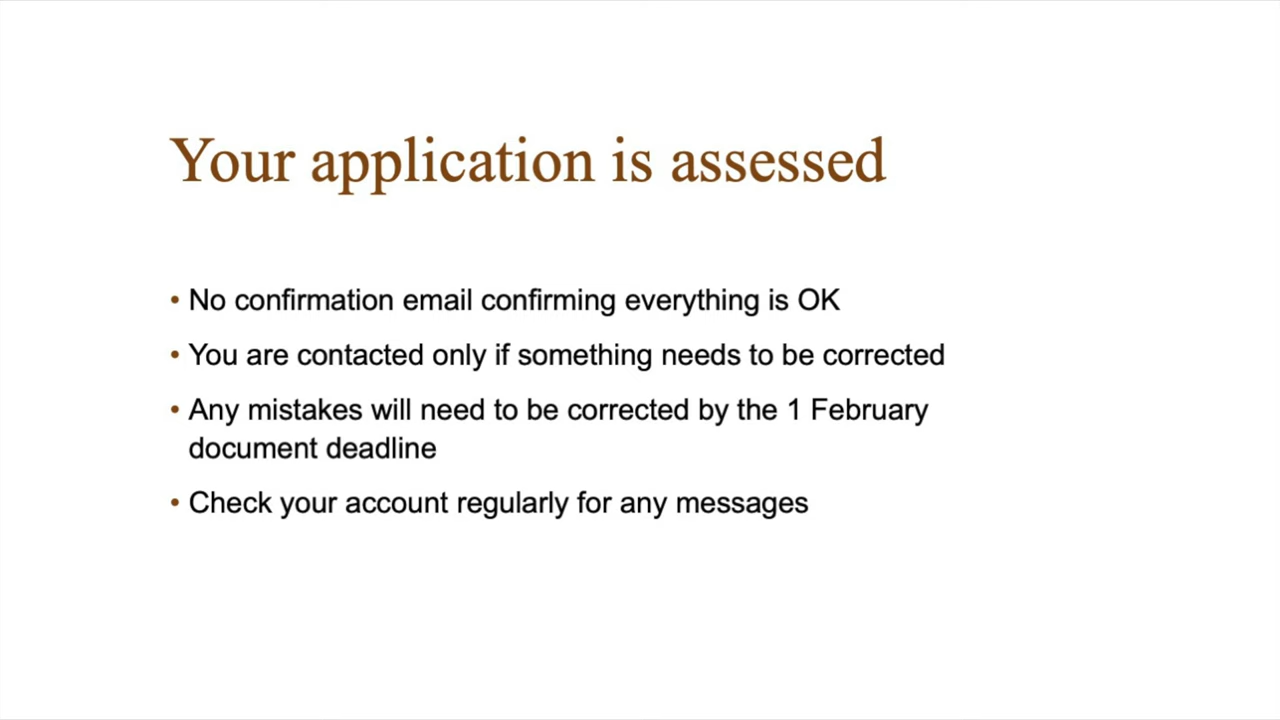 Your application is assessed
• No confirmation email confirming everything is OK
• You are contacted only if something needs to be corrected
• Any mistakes will need to be corrected by the 1 February
document deadline
• Check your account regularly for any messages